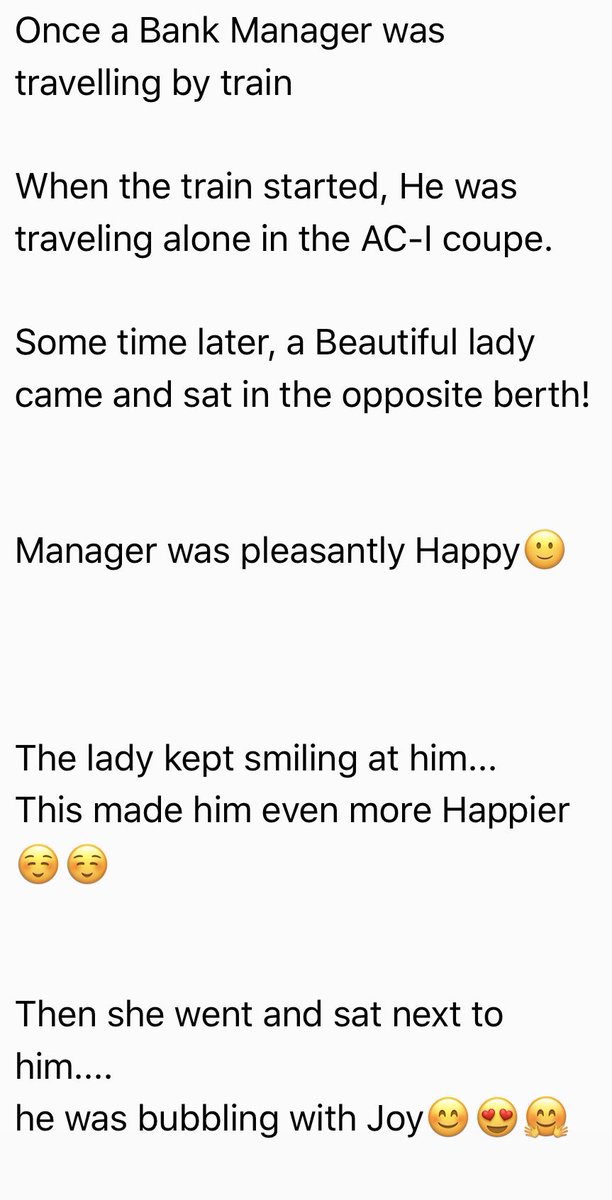 Once a Bank Manager was
travelling by train
When the train started, He was
traveling alone in the AC-I coupe.
Some time later, a Beautiful lady
came and sat in the opposite berth!
Manager was pleasantly Happy🙂
The lady kept smiling at him...
This made him even more Happier
☺️☺️
Then she went and sat next to
him....
he was bubbling with Joy😊😍🤗